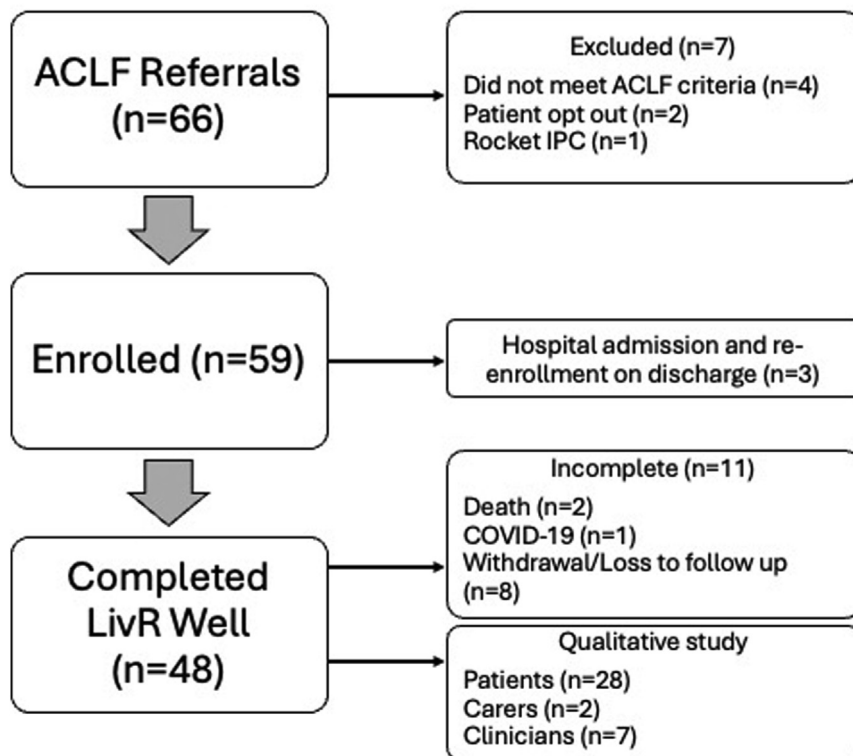 ACLF Referrals
(n=66)
Excluded (n=7)
Did not meet ACLF criteria (n=4)
Patient opt out (n=2)
Rocket IPC (n=1)
Enrolled (n=59)
Hospital admission and re-
enrollment on discharge (n=3)
Completed
LivR Well
(n=48)
Incomplete (n=11)
Death (n=2)
COVID-19 (n=1)
Withdrawal/Loss to follow up
(n=8)
Qualitative study
Patients (n=28)
Carers (n=2)
Clinicians (n=7)